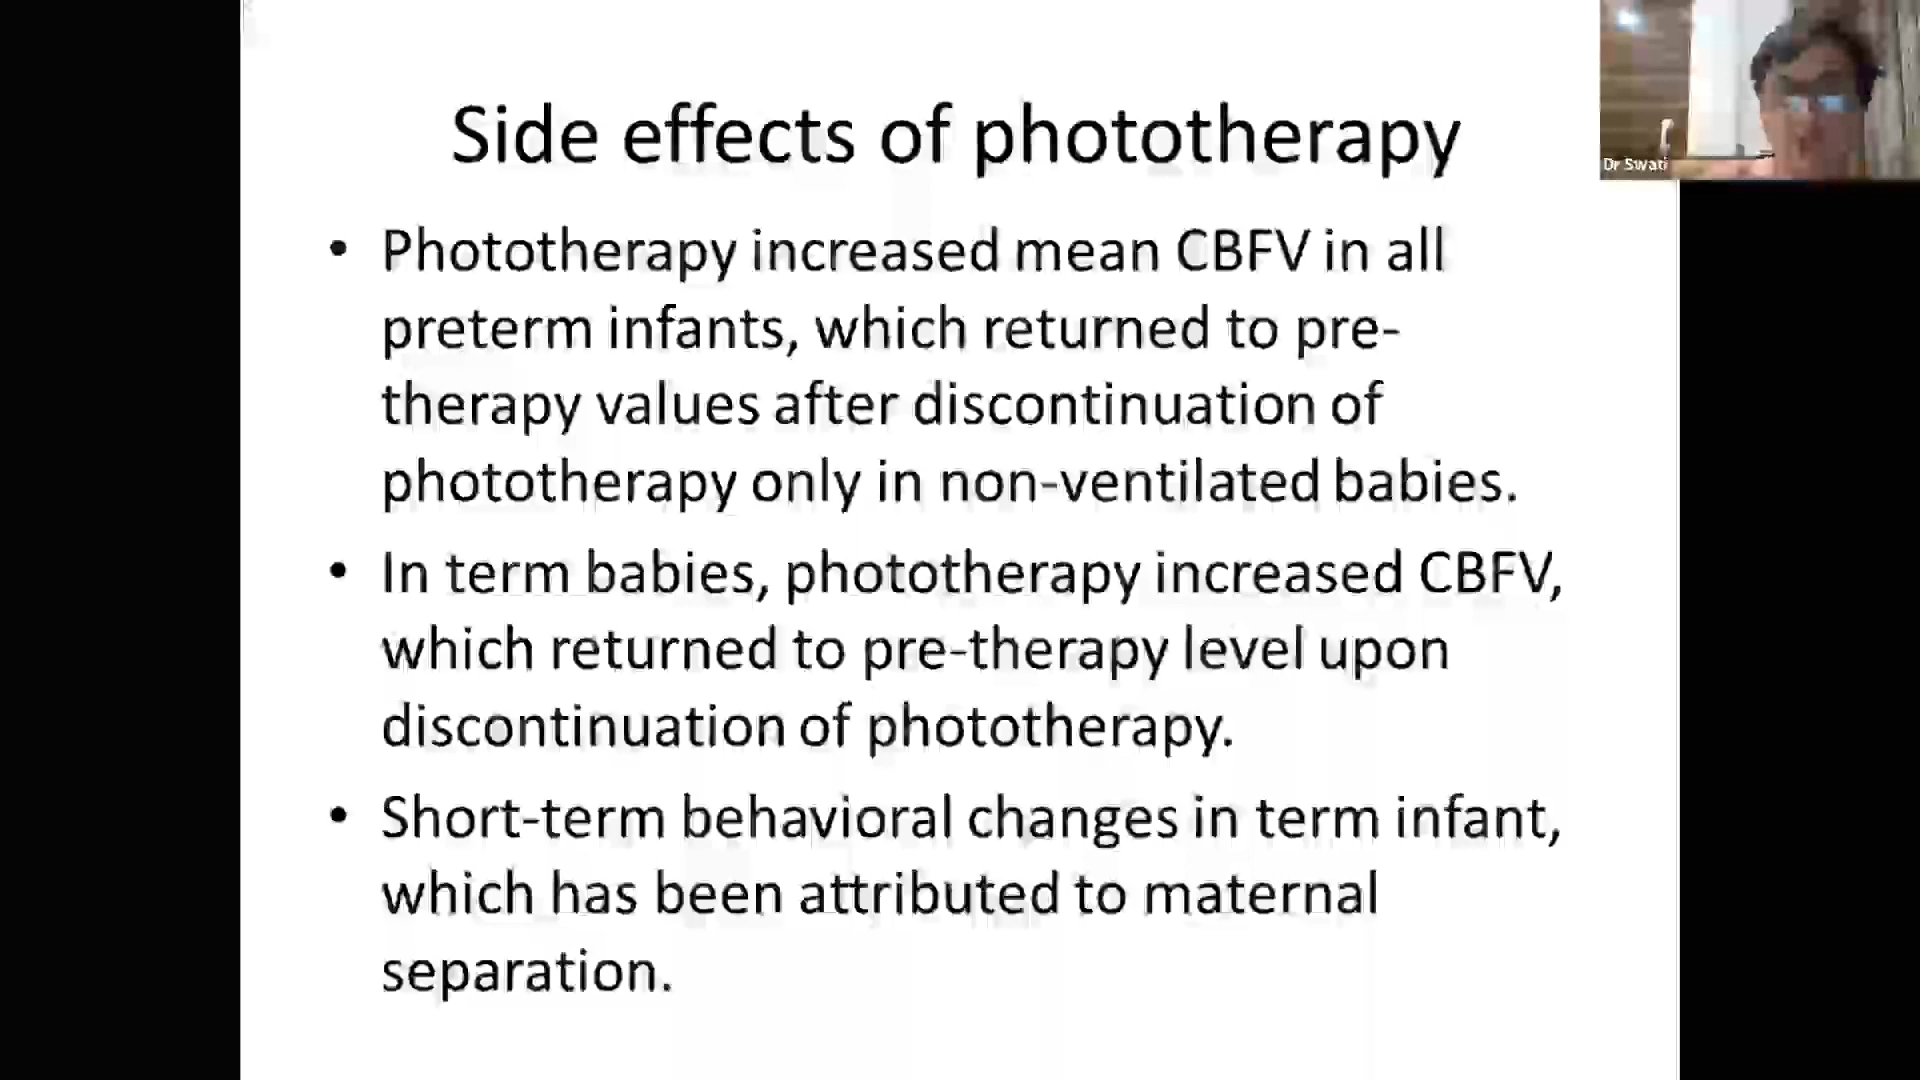 Side effects of phototherapy
• Phototherapy increased mean CBFV in all
preterm infants, which returned to pre-
therapy values after discontinuation of
phototherapy only in non-ventilated babies.
• In term babies, phototherapy increased CBFV,
which returned to pre-therapy level upon
discontinuation of phototherapy.
• Short-term behavioral changes in term infant,
which has been attributed to maternal
separation.
Dr Swati